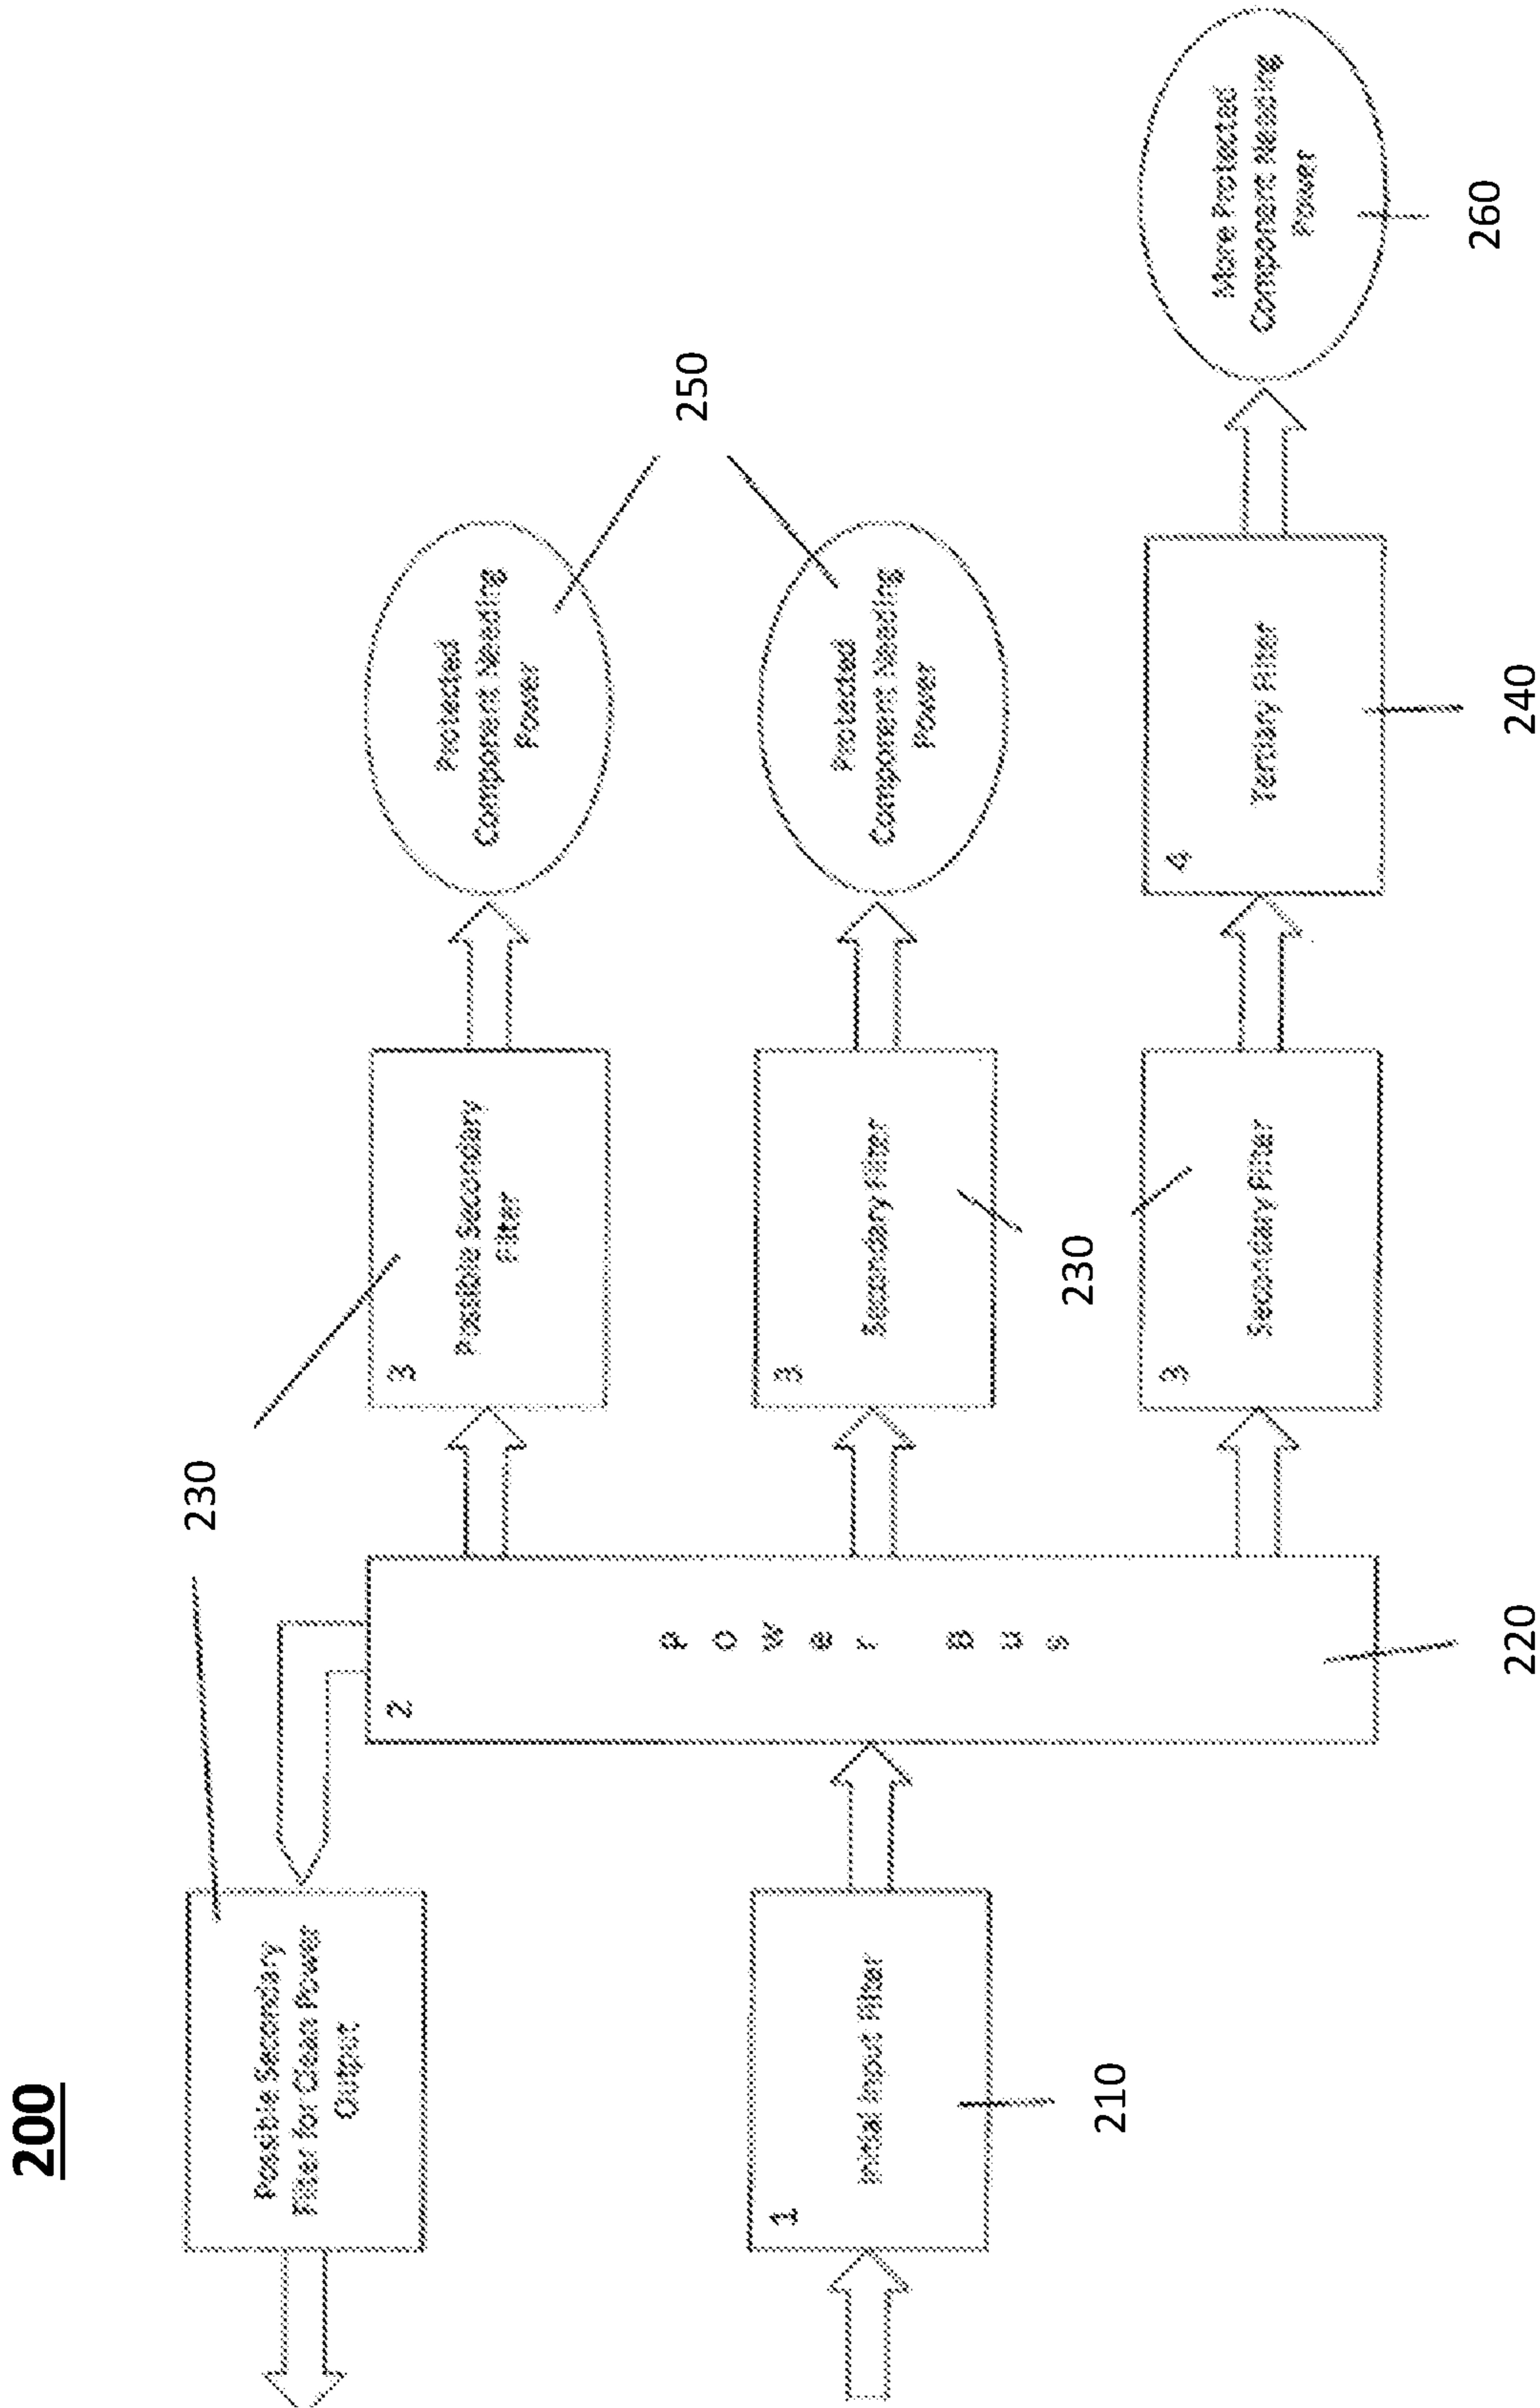 200
Possible Secondary
Filter for Clean Power
Output
230
1
Initial Input Filter
210
2
Power Bus
220
3
Possible Secondary
Filter
3
Secondary Filter
230
3
Secondary Filter
Protected
Component Needing
Power
250
Protected
Component Needing
Power
4
Tertiary Filter
240
More Protected
Component Needing
Power
260